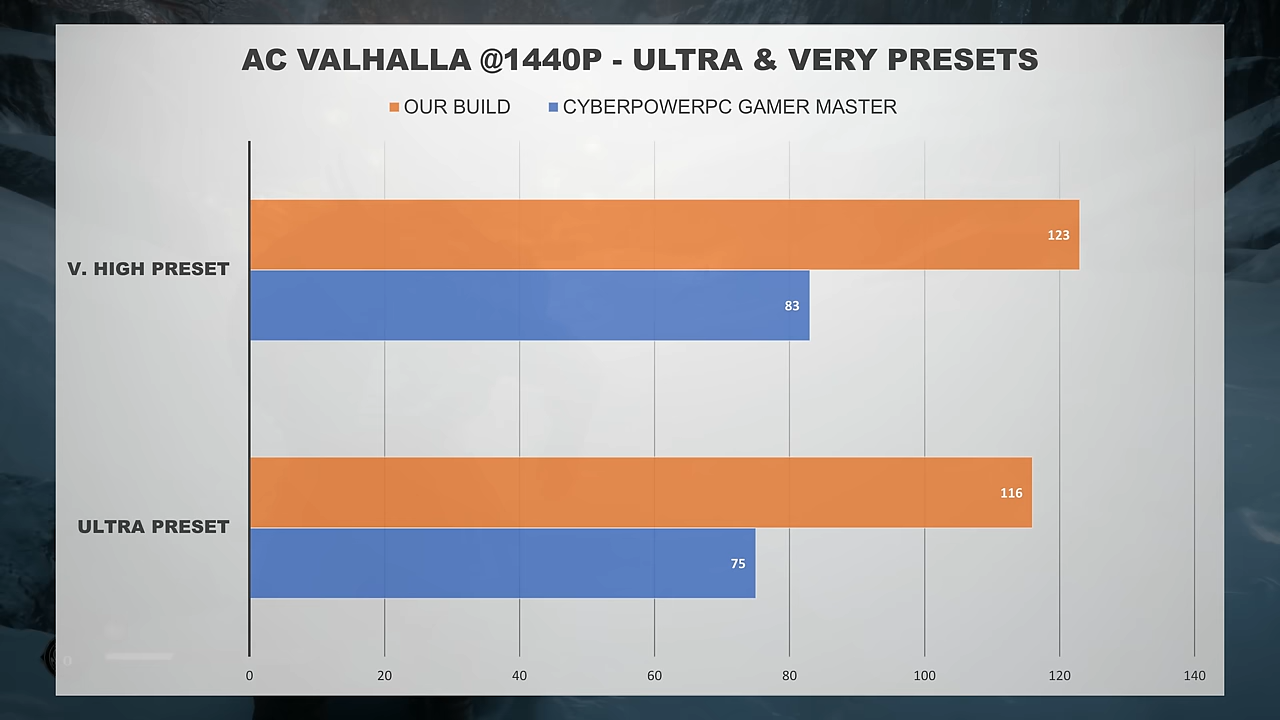 AC VALHALLA @1440P - ULTRA & VERY PRESETS
OUR BUILD CYBERPOWERPC GAMER MASTER
V. HIGH PRESET
123
83
ULTRA PRESET
116
75
0 20 40 60 80 100 120 140